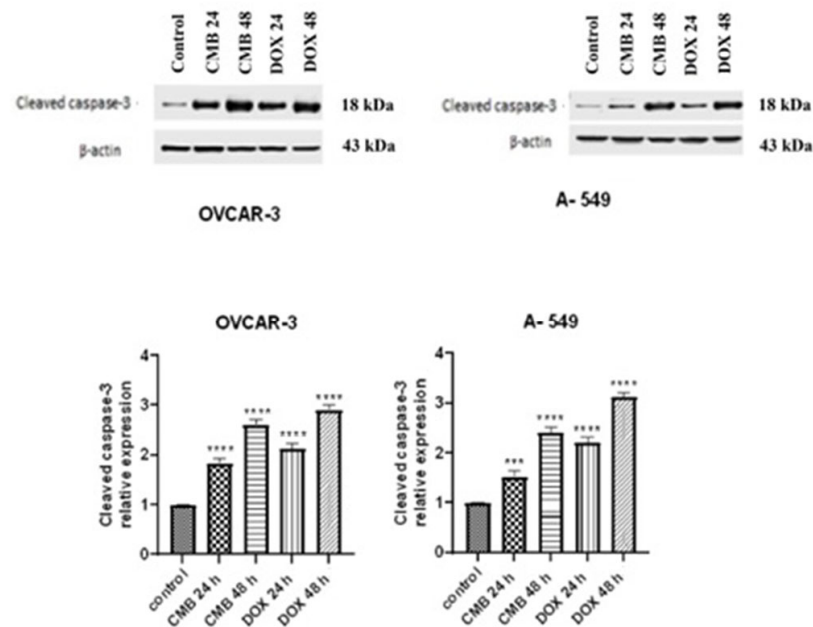 Control CMB 24 CMB 48 DOX 24 DOX 48
Cleaved caspase-3 18 kDa
β-actin 43 kDa
OVCAR-3
Control CMB 24 CMB 48 DOX 24 DOX 48
Cleaved caspase-3 18 kDa
β-actin 43 kDa
A- 549
OVCAR-3
Cleaved caspase-3
relative expression
4
3
2
1
0
**** **** **** ****
control CMB 24 h CMB 48 h DOX 24 h DOX 48 h
A- 549
Cleaved caspase-3
relative expression
4
3
2
1
0
*** **** **** ****
control CMB 24 h CMB 48 h DOX 24 h DOX 48 h